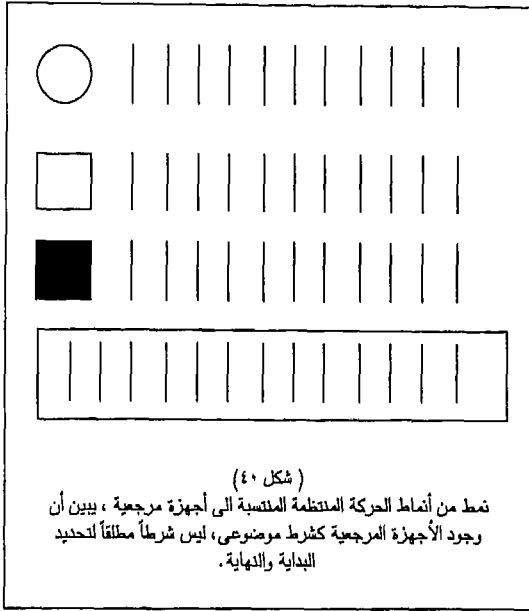 ( شكل ٤٠)
نمط من أنماط الحركة المنتظمة المنتسبة الى أجهزة مرجعية ، يبين أن
وجود الأجهزة المرجعية كشرط موضوعى، ليس شرطاً مطلقاً لتحديد
البداية والنهاية .